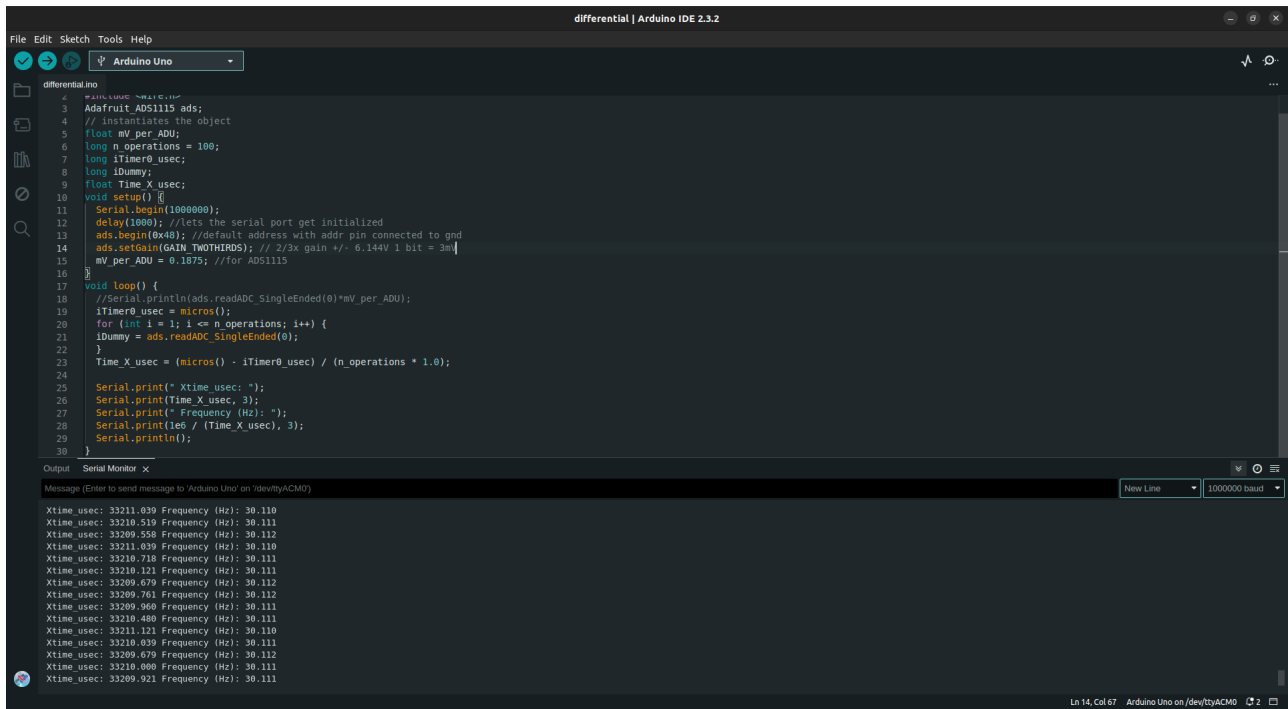 differential | Arduino IDE 2.3.2
File Edit Sketch Tools Help
Arduino Uno
differential.ino
2 #include <Wire.h>
3 Adafruit_ADS1115 ads;
4 // instantiates the object
5 float mV_per_ADU;
6 long n_operations = 100;
7 long iTimer0_usec;
8 long iDummy;
9 float Time_X_usec;
10 void setup() {
11 Serial.begin(1000000);
12 delay(1000); //lets the serial port get initialized
13 ads.begin(0x48); //default address with addr pin connected to gnd
14 ads.setGain(GAIN_TWOTHIRDS); // 2/3x gain +/- 6.144V 1 bit = 3mV
15 mV_per_ADU = 0.1875; //for ADS1115
16 }
17 void loop() {
18 //Serial.println(ads.readADC_SingleEnded(0)*mV_per_ADU);
19 iTimer0_usec = micros();
20 for (int i = 1; i <= n_operations; i++) {
21 iDummy = ads.readADC_SingleEnded(0);
22 }
23 Time_X_usec = (micros() - iTimer0_usec) / (n_operations * 1.0);
24
25 Serial.print(" Xtime_usec: ");
26 Serial.print(Time_X_usec, 3);
27 Serial.print(" Frequency (Hz): ");
28 Serial.print(1e6 / (Time_X_usec), 3);
29 Serial.println();
30 }
Output Serial Monitor x
Message (Enter to send message to 'Arduino Uno' on '/dev/ttyACM0')
New Line 1000000 baud
Xtime_usec: 33211.039 Frequency (Hz): 30.110
Xtime_usec: 33210.519 Frequency (Hz): 30.111
Xtime_usec: 33209.558 Frequency (Hz): 30.112
Xtime_usec: 33211.039 Frequency (Hz): 30.110
Xtime_usec: 33210.718 Frequency (Hz): 30.111
Xtime_usec: 33210.121 Frequency (Hz): 30.111
Xtime_usec: 33209.679 Frequency (Hz): 30.112
Xtime_usec: 33209.761 Frequency (Hz): 30.112
Xtime_usec: 33209.960 Frequency (Hz): 30.111
Xtime_usec: 33210.480 Frequency (Hz): 30.111
Xtime_usec: 33211.121 Frequency (Hz): 30.110
Xtime_usec: 33210.039 Frequency (Hz): 30.111
Xtime_usec: 33209.679 Frequency (Hz): 30.112
Xtime_usec: 33210.000 Frequency (Hz): 30.111
Xtime_usec: 33209.921 Frequency (Hz): 30.111
Ln 14, Col 67 Arduino Uno on /dev/ttyACM0 2